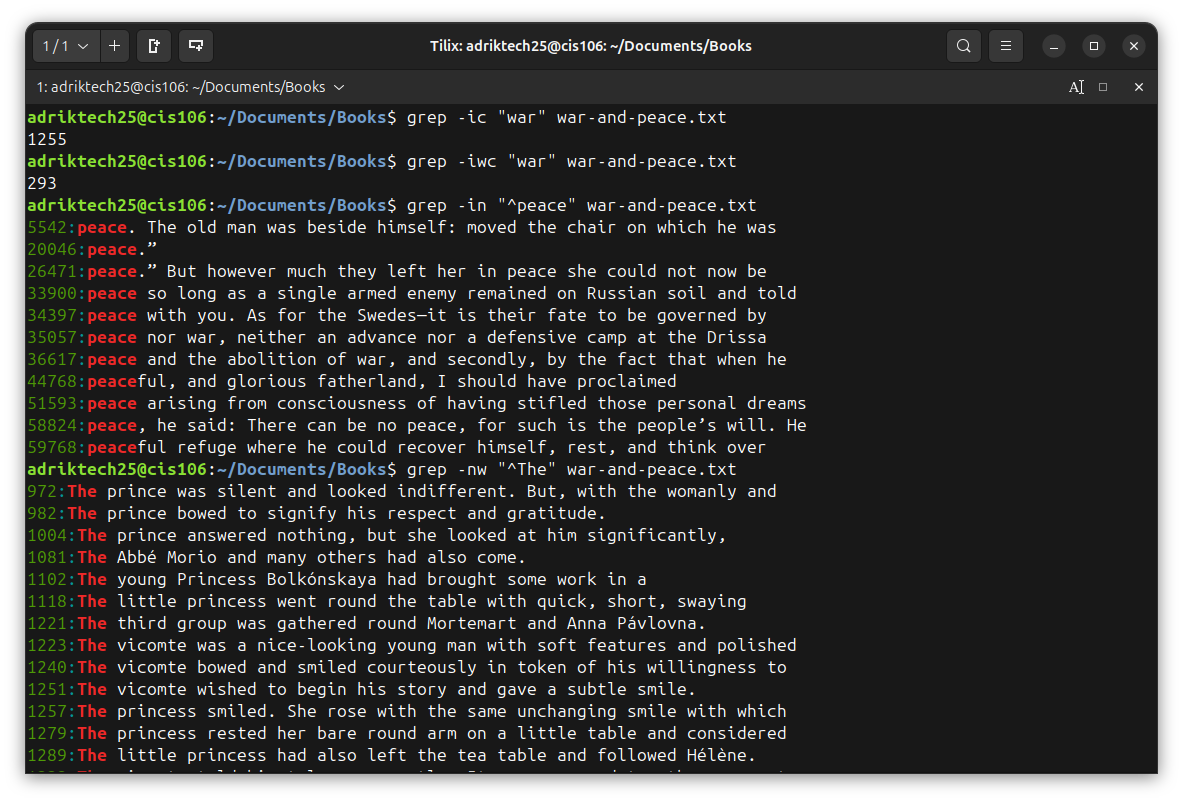 1 / 1
Tilix: adriktech25@cis106: ~/Documents/Books
1: adriktech25@cis106: ~/Documents/Books
adriktech25@cis106:~/Documents/Books$ grep -ic "war" war-and-peace.txt
1255
adriktech25@cis106:~/Documents/Books$ grep -iwc "war" war-and-peace.txt
293
adriktech25@cis106:~/Documents/Books$ grep -in "^peace" war-and-peace.txt
5542:peace. The old man was beside himself: moved the chair on which he was
20046:peace.”
26471:peace.” But however much they left her in peace she could not now be
33900:peace so long as a single armed enemy remained on Russian soil and told
34397:peace with you. As for the Swedes—it is their fate to be governed by
35057:peace nor war, neither an advance nor a defensive camp at the Drissa
36617:peace and the abolition of war, and secondly, by the fact that when he
44768:peaceful, and glorious fatherland, I should have proclaimed
51593:peace arising from consciousness of having stifled those personal dreams
58824:peace, he said: There can be no peace, for such is the people’s will. He
59768:peaceful refuge where he could recover himself, rest, and think over
adriktech25@cis106:~/Documents/Books$ grep -nw "^The" war-and-peace.txt
972:The prince was silent and looked indifferent. But, with the womanly and
982:The prince bowed to signify his respect and gratitude.
1004:The prince answered nothing, but she looked at him significantly,
1081:The Abbé Morio and many others had also come.
1102:The young Princess Bolkónskaya had brought some work in a
1118:The little princess went round the table with quick, short, swaying
1221:The third group was gathered round Mortemart and Anna Pávlovna.
1223:The vicomte was a nice-looking young man with soft features and polished
1240:The vicomte bowed and smiled courteously in token of his willingness to
1251:The vicomte wished to begin his story and gave a subtle smile.
1257:The princess smiled. She rose with the same unchanging smile with which
1279:The princess rested her bare round arm on a little table and considered
1289:The little princess had also left the tea table and followed Hélène.